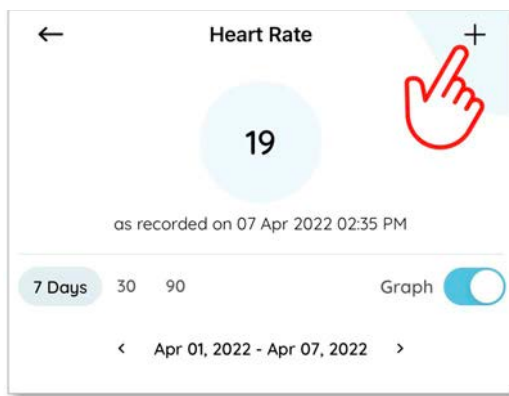 Heart Rate
19
as recorded on 07 Apr 2022 02:35 PM
7 Days 30 90 Graph
< Apr 01, 2022 - Apr 07, 2022 >